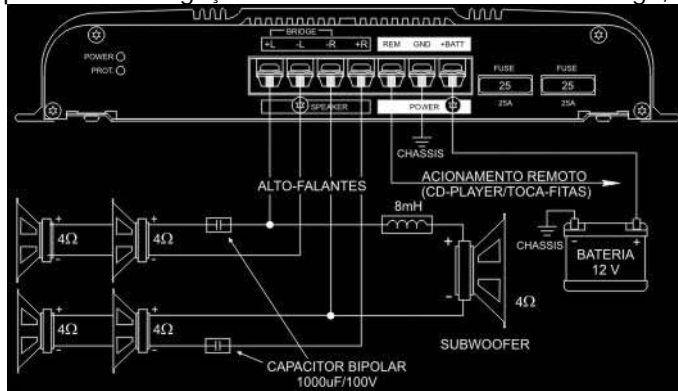 BRIDGE
+L -L -R +R REM GND +BATT
POWER
PROT.
FUSE FUSE
25 25
25A 25A
SPEAKER POWER
CHASSIS
ALTO-FALANTES
ACIONAMENTO REMOTO
(CD-PLAYER/TOCA-FITAS)
8mH
CHASSIS
- +
BATERIA
12 V
+ +
4Ω 4Ω
- -
+
-
4Ω
SUBWOOFER
+ +
4Ω 4Ω
- -
CAPACITOR BIPOLAR
1000uF/100V